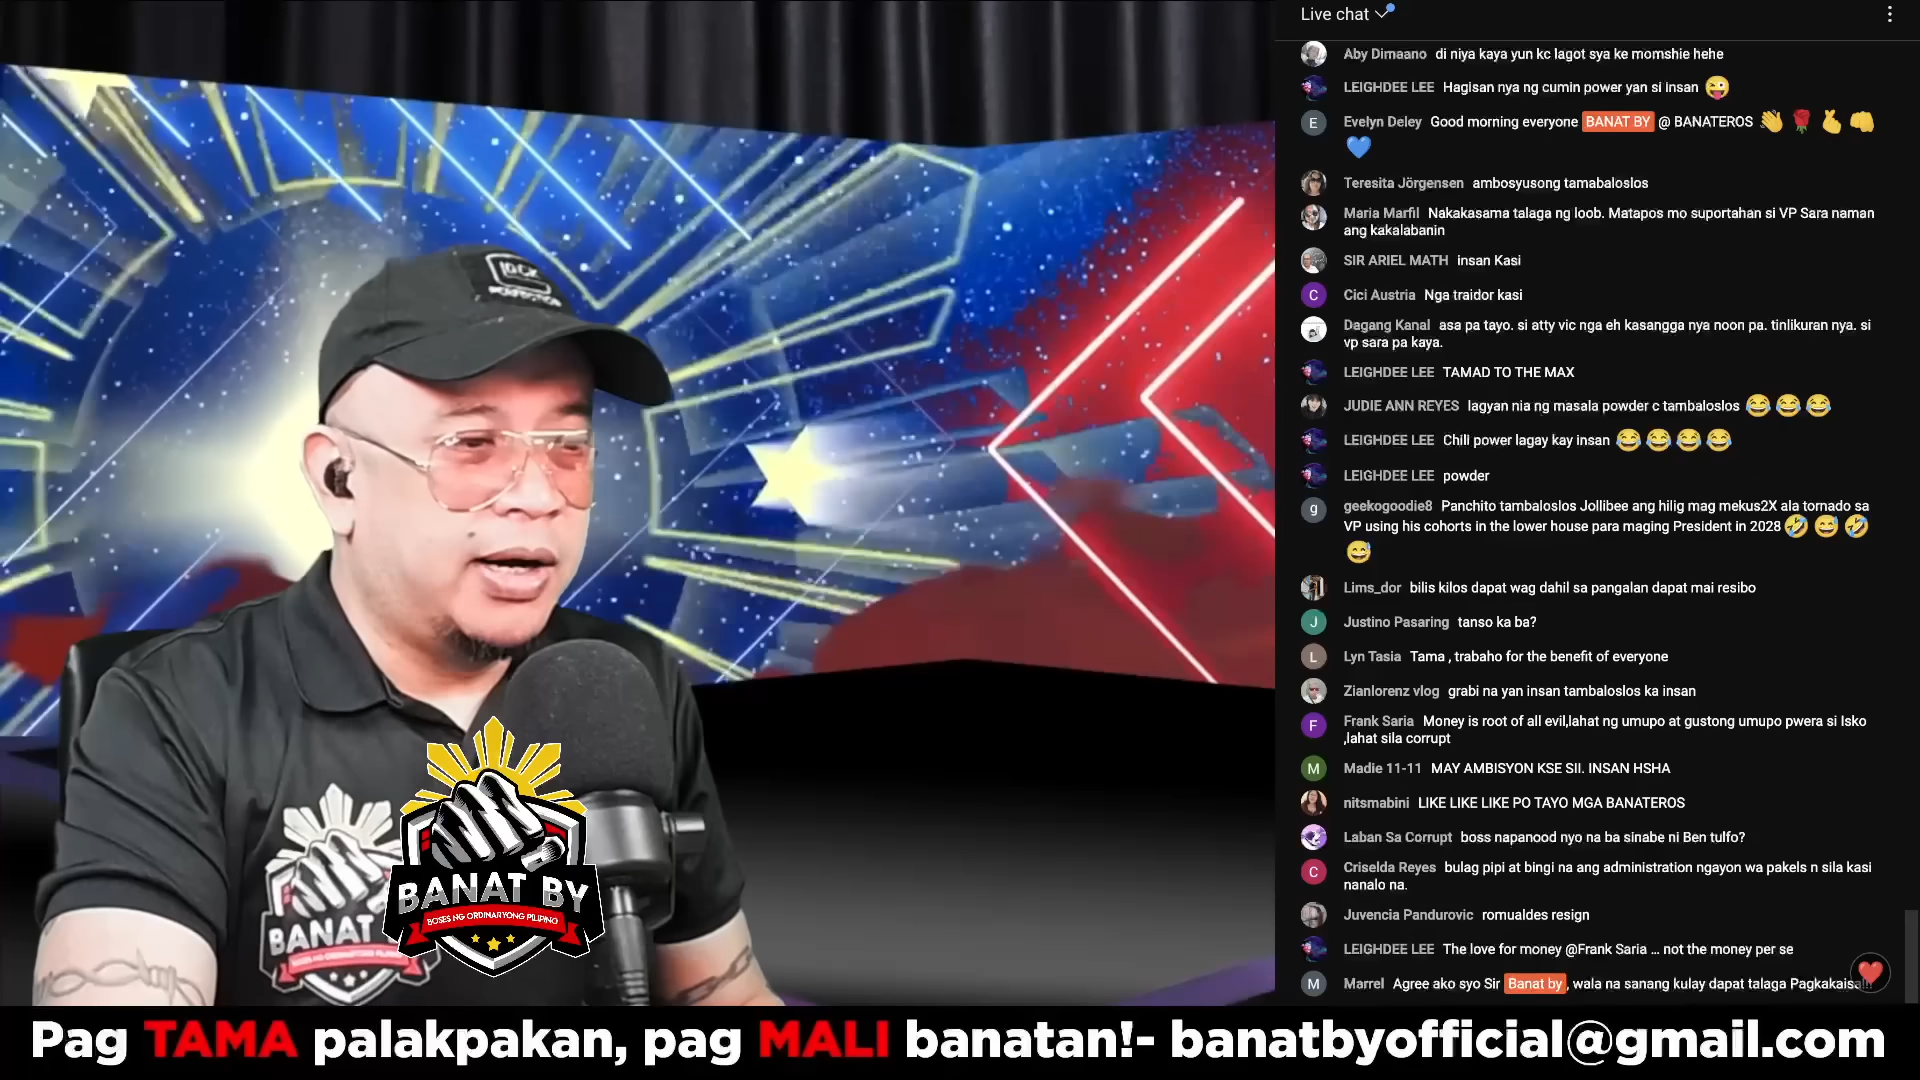 Live chat
Aby Dimaano di niya kaya yun kc lagot sya ke momshie hehe
LEIGHDEE LEE Hagisan nya ng cumin power yan si insan 😜
Evelyn Deley Good morning everyone BANAT BY @ BANATEROS 👋 🌹 🫰 👊
💙
Teresita Jörgensen ambosyusong tamabaloslos
Maria Marfil Nakakasama talaga ng loob. Matapos mo suportahan si VP Sara naman
ang kakalabanin
SIR ARIEL MATH insan Kasi
C Cici Austria Nga traidor kasi
Dagang Kanal asa pa tayo. si atty vic nga eh kasangga nya noon pa. tinlikuran nya. si
vp sara pa kaya.
LEIGHDEE LEE TAMAD TO THE MAX
JUDIE ANN REYES lagyan nia ng masala powder c tambaloslos 😂 😂 😂
LEIGHDEE LEE Chili power lagay kay insan 😂 😂 😂 😂
LEIGHDEE LEE powder
g geekogoodie8 Panchito tambaloslos Jollibee ang hilig mag mekus2X ala tornado sa
VP using his cohorts in the lower house para maging President in 2028 🤣 😅 🤣
😅
Lims_dor bilis kilos dapat wag dahil sa pangalan dapat mai resibo
J Justino Pasaring tanso ka ba?
L Lyn Tasia Tama , trabaho for the benefit of everyone
Zianlorenz vlog grabi na yan insan tambaloslos ka insan
F Frank Saria Money is root of all evil,lahat ng umupo at gustong umupo pwera si Isko
,lahat sila corrupt
M Madie 11-11 MAY AMBISYON KSE SII. INSAN HSHA
nitsmabini LIKE LIKE LIKE PO TAYO MGA BANATEROS
Laban Sa Corrupt boss napanood nyo na ba sinabe ni Ben tulfo?
C Criselda Reyes bulag pipi at bingi na ang administration ngayon wa pakels n sila kasi
nanalo na.
Juvencia Pandurovic romualdes resign
LEIGHDEE LEE The love for money @Frank Saria ... not the money per se
M Marrel Agree ako syo Sir Banat by, wala na sanang kulay dapat talaga Pagkakaisa!!!
GLOCK
PERFECTION
BANAT
BANAT BY
BOSES NG ORDINARYONG PILIPINO
Pag TAMA palakpakan, pag MALI banatan!- banatbyofficial@gmail.com